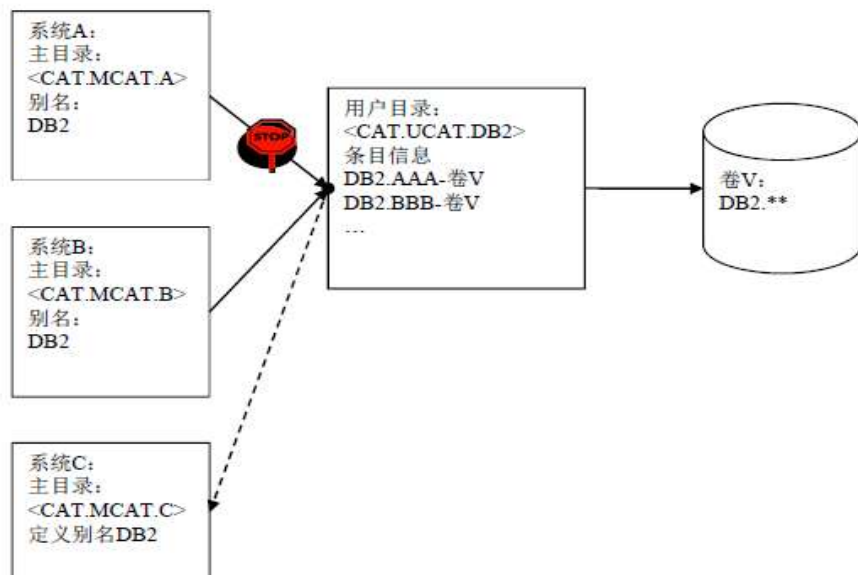 系统A：
主目录：
<CAT.MCAT.A>
别名：
DB2
STOP
用户目录：
<CAT.UCAT.DB2>
条目信息
DB2.AAA-卷V
DB2.BBB-卷V
…
卷V：
DB2.**
系统B：
主目录：
<CAT.MCAT.B>
别名：
DB2
系统C：
主目录：
<CAT.MCAT.C>
定义别名DB2